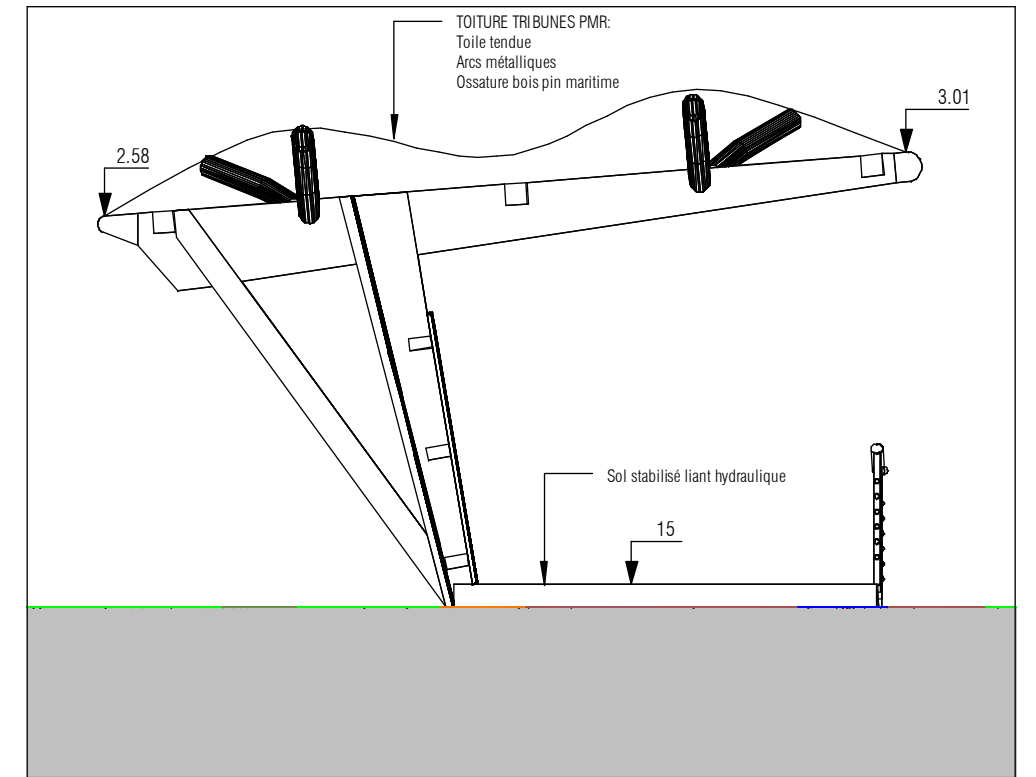 TOITURE TRIBUNES PMR:
Toile tendue
Arcs métalliques
Ossature bois pin maritime
3.01
2.58
Sol stabilisé liant hydraulique
15